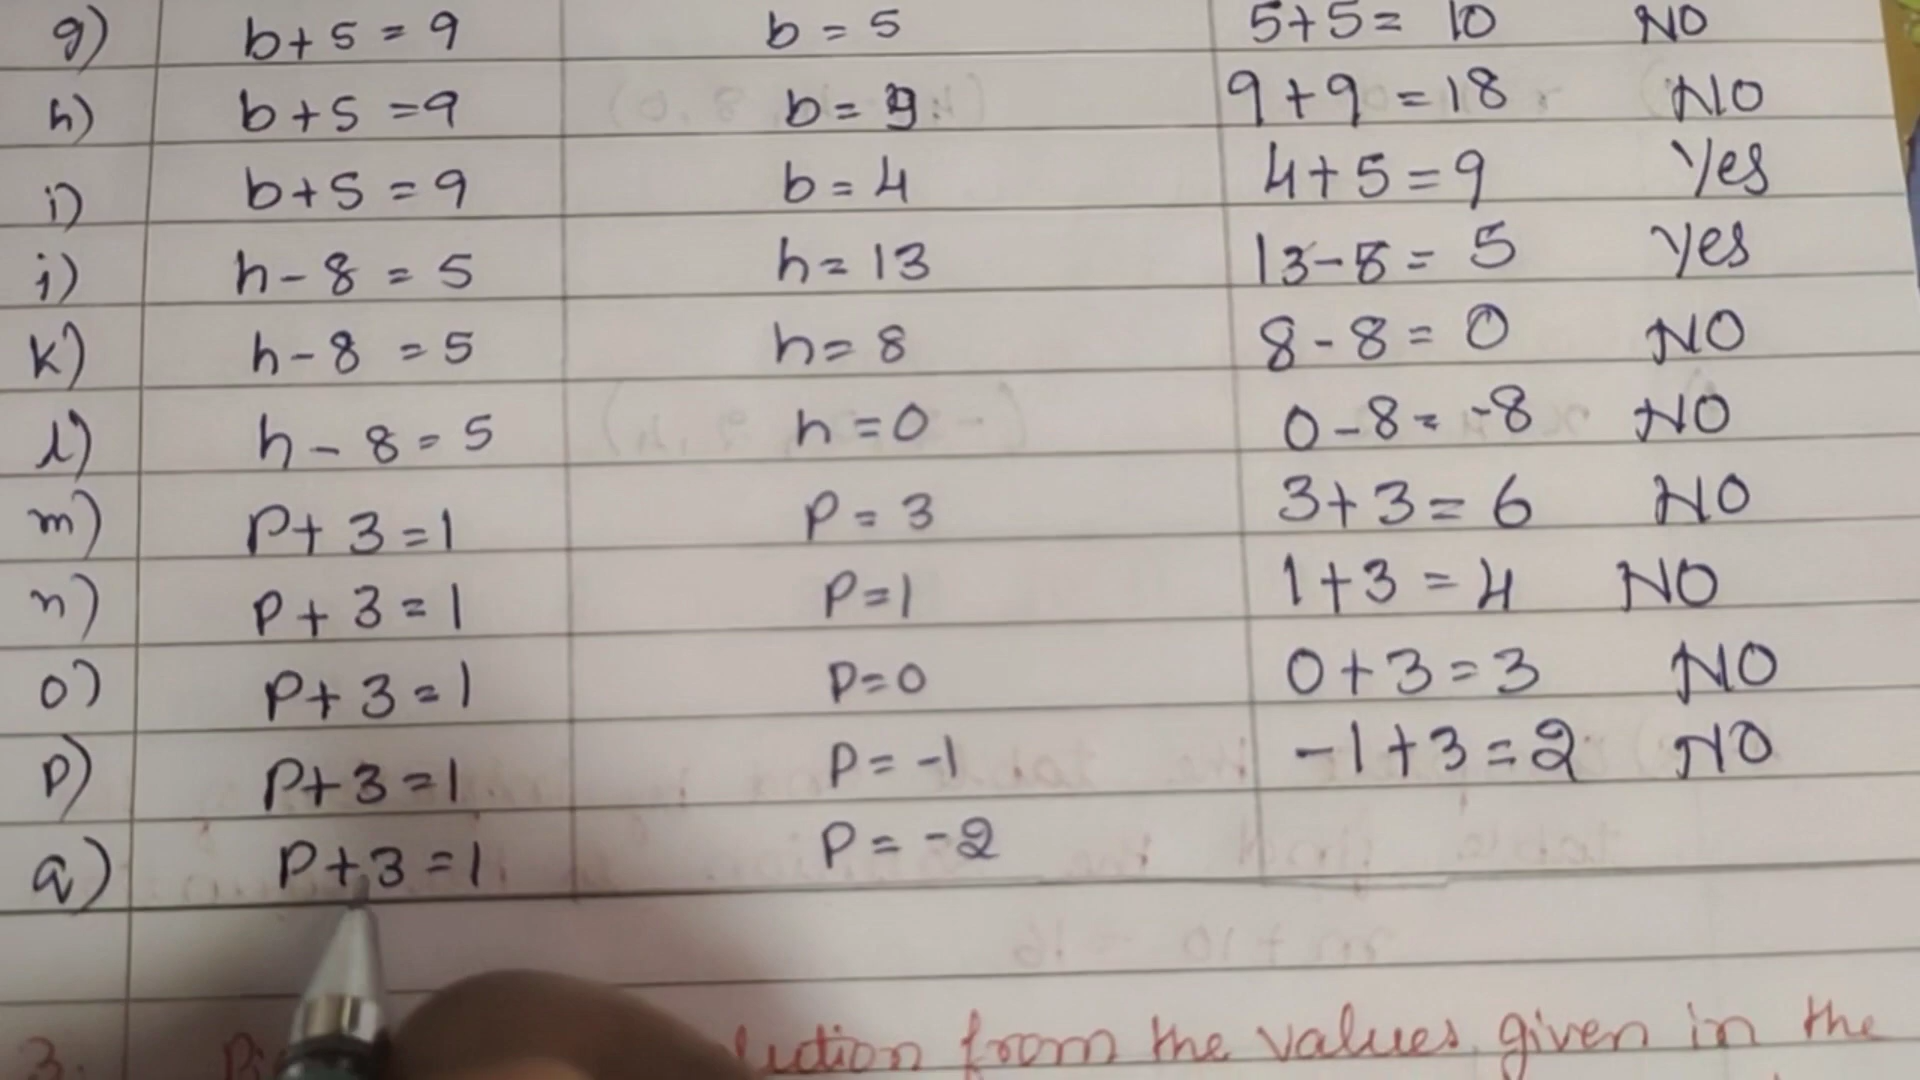 g) b+5=9 b=5 5+5=10 NO
h) b+5=9 b=9 9+9=18 NO
i) b+5=9 b=4 4+5=9 Yes
j) h-8=5 h=13 13-8=5 Yes
k) h-8=5 h=8 8-8=0 NO
l) h-8=5 h=0 0-8=-8 NO
m) p+3=1 p=3 3+3=6 NO
n) p+3=1 p=1 1+3=4 NO
o) p+3=1 p=0 0+3=3 NO
p) p+3=1 p=-1 -1+3=2 NO
q) p+3=1 p=-2
3. from the values given in the